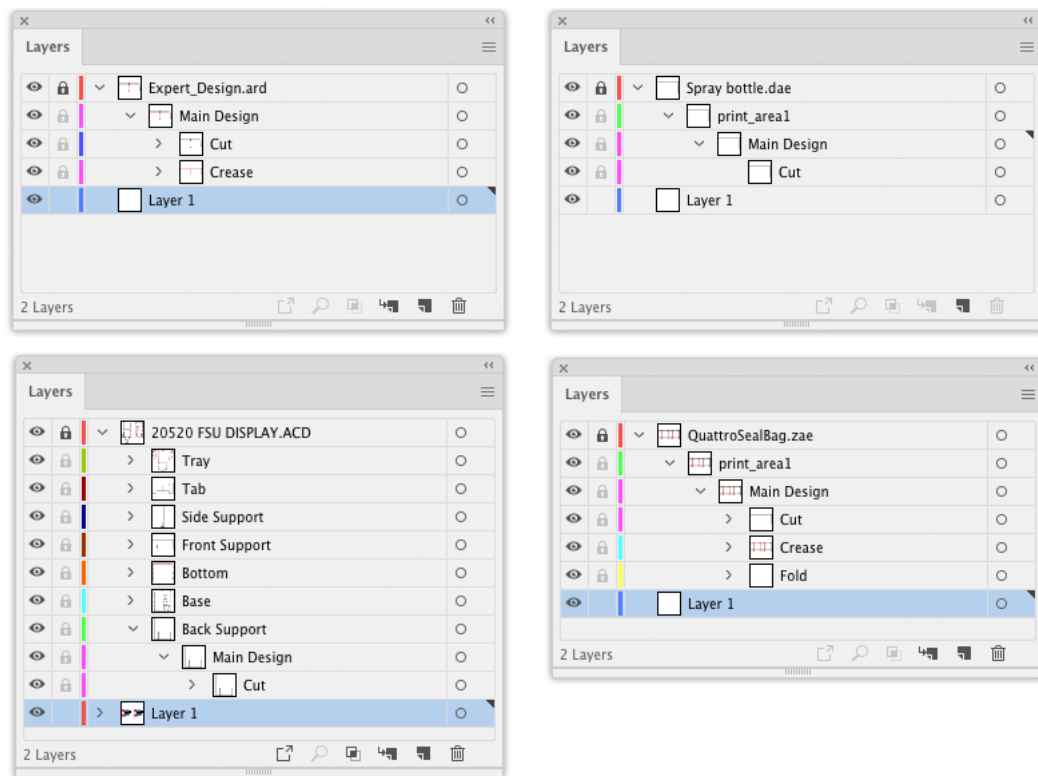 Layers
Expert_Design.ard
Main Design
Cut
Crease
Layer 1
2 Layers
Layers
Spray bottle.dae
print_area1
Main Design
Cut
Layer 1
2 Layers
Layers
20520 FSU DISPLAY.ACD
Tray
Tab
Side Support
Front Support
Bottom
Base
Back Support
Main Design
Cut
Layer 1
2 Layers
Layers
QuattroSealBag.zae
print_area1
Main Design
Cut
Crease
Fold
Layer 1
2 Layers